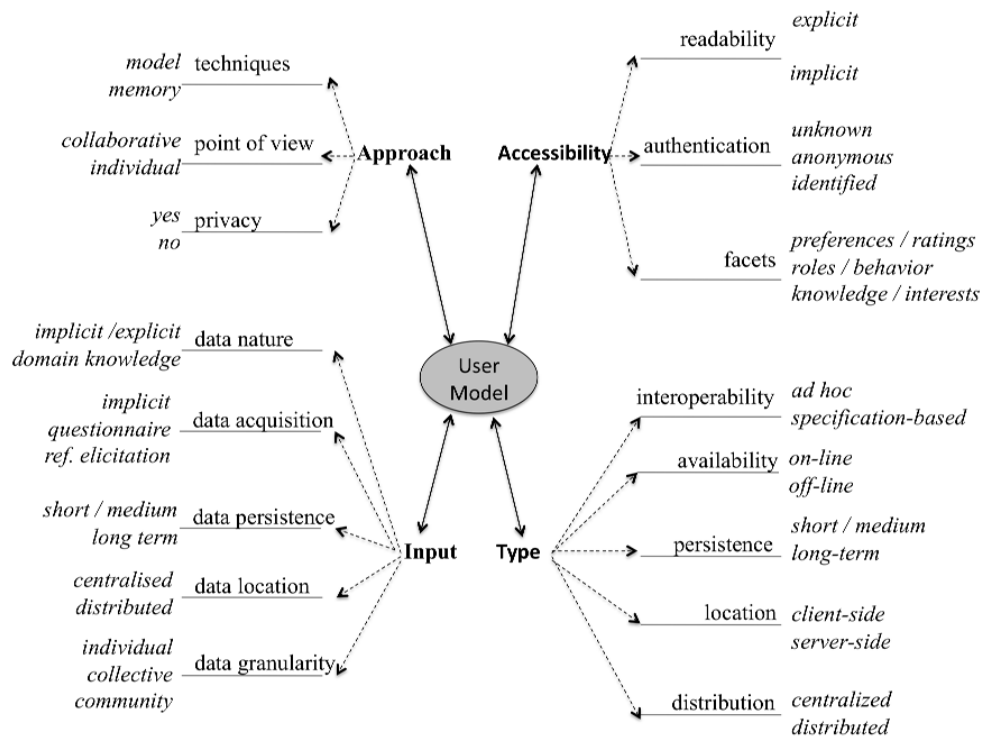 model
memory
techniques
collaborative
individual
point of view
yes
no
privacy
Approach
Accessibility
readability
explicit
implicit
authentication
unknown
anonymous
identified
facets
preferences / ratings
roles / behavior
knowledge / interests
User
Model
implicit /explicit
domain knowledge
data nature
implicit
questionnaire
ref. elicitation
data acquisition
short / medium
long term
data persistence
centralised
distributed
data location
individual
collective
community
data granularity
Input
Type
interoperability
ad hoc
specification-based
availability
on-line
off-line
persistence
short / medium
long-term
location
client-side
server-side
distribution
centralized
distributed